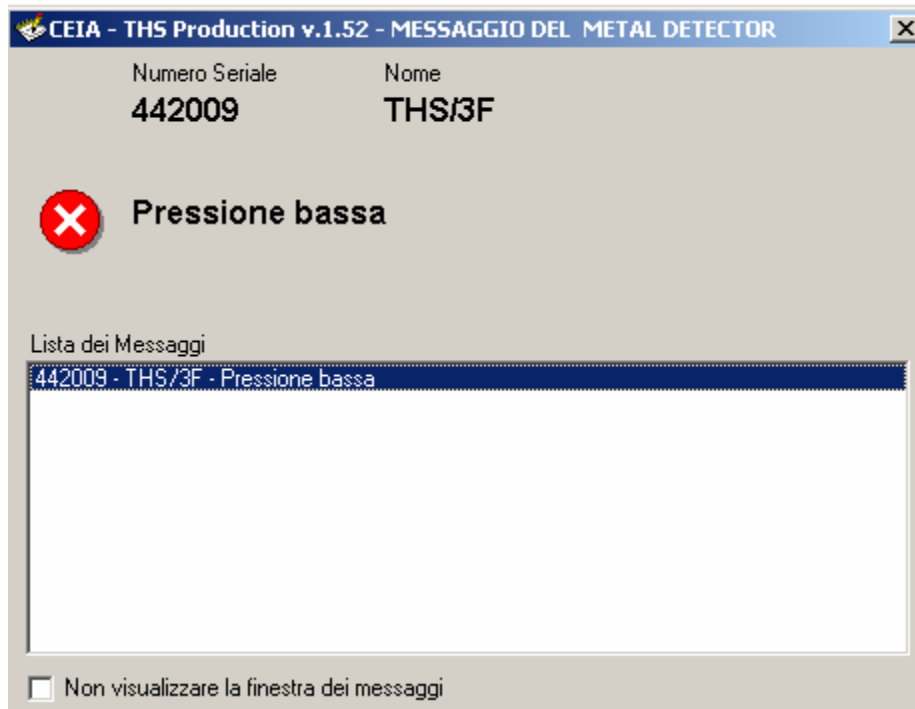 CEIA - THS Production v.1.52 - MESSAGGIO DEL METAL DETECTOR
Numero Seriale Nome
442009 THS/3F
Pressione bassa
Lista dei Messaggi
442009 - THS/3F - Pressione bassa
Non visualizzare la finestra dei messaggi